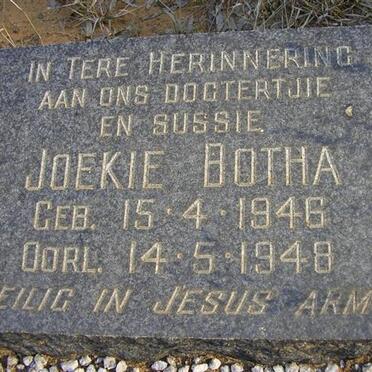 IN TERE HERINNERING
AAN ONS DOGTERTJIE
EN SUSSIE
JOEKIE BOTHA
GEB. 15·4·1946
OORL. 14·5·1948
EILIG IN JESUS ARM